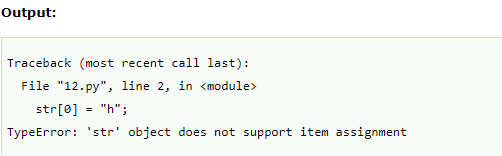 Output:
Traceback (most recent call last):
File "12.py", line 2, in <module>
str[0] = "h";
TypeError: 'str' object does not support item assignment